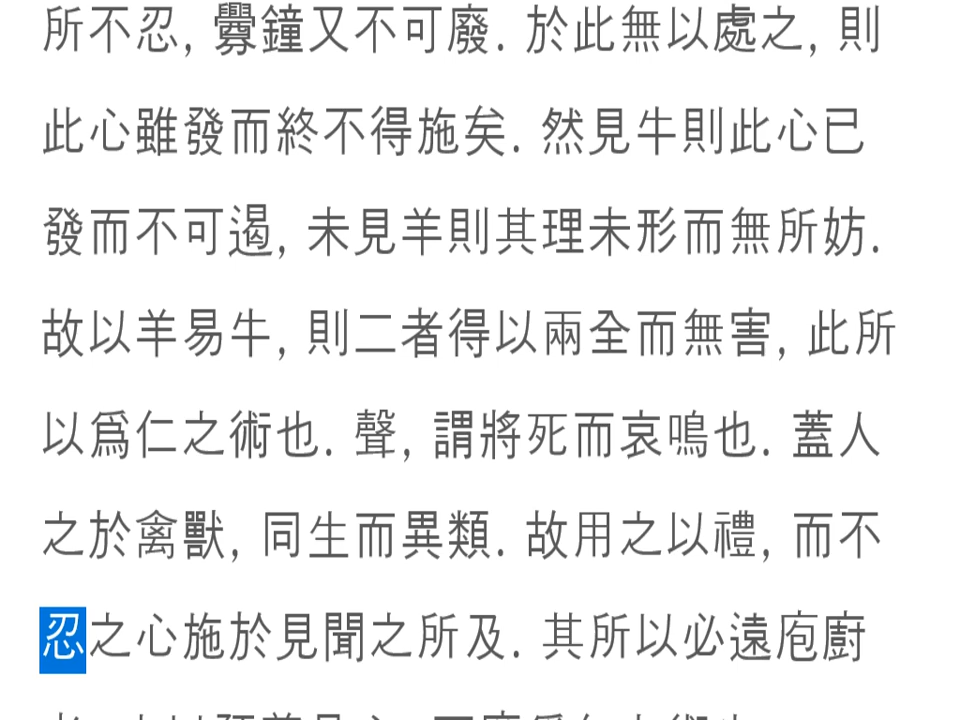 所不忍, 釁鐘又不可廢. 於此無以處之, 則
此心雖發而終不得施矣. 然見牛則此心已
發而不可遏, 未見羊則其理未形而無所妨.
故以羊易牛, 則二者得以兩全而無害, 此所
以爲仁之術也. 聲, 謂將死而哀鳴也. 蓋人
之於禽獸, 同生而異類. 故用之以禮, 而不
忍之心施於見聞之所及. 其所以必遠庖廚